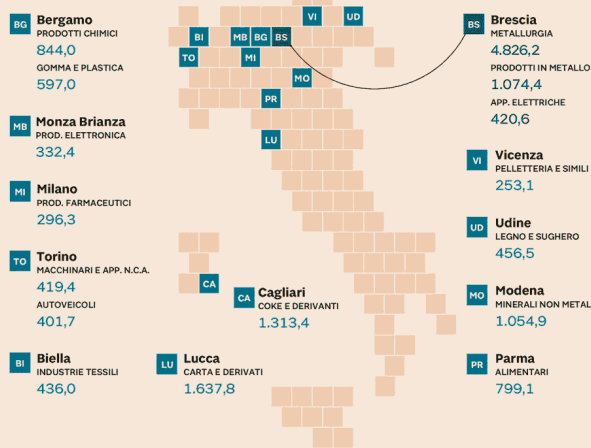 BG Bergamo
PRODOTTI CHIMICI
844,0
GOMMA E PLASTICA
597,0
MB Monza Brianza
PROD. ELETTRONICA
332,4
MI Milano
PROD. FARMACEUTICI
296,3
TO Torino
MACCHINARI E APP. N.C.A.
419,4
AUTOVEICOLI
401,7
BI Biella
INDUSTRIE TESSILI
436,0
VI UD
BI MB BG BS
TO MI
MO
PR
LU
CA
CA Cagliari
COKE E DERIVANTI
1.313,4
LU Lucca
CARTA E DERIVATI
1.637,8
BS Brescia
METALLURGIA
4.826,2
PRODOTTI IN METALLO
1.074,4
APP. ELETTRICHE
420,6
VI Vicenza
PELLETTERIA E SIMILI
253,1
UD Udine
LEGNO E SUGHERO
456,5
MO Modena
MINERALI NON METAL
1.054,9
PR Parma
ALIMENTARI
799,1